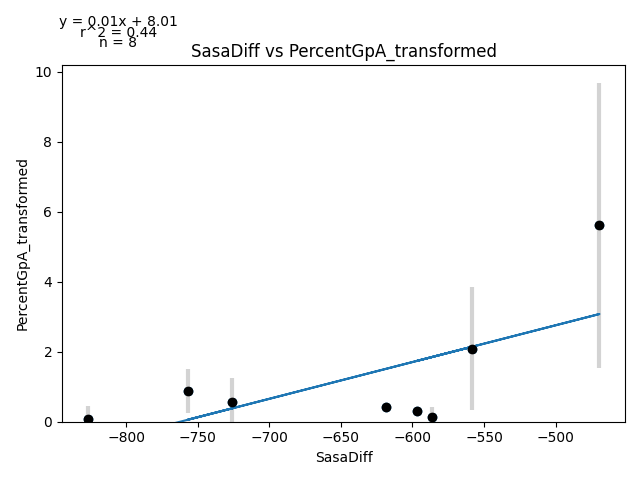 y = 0.01x + 8.01
r^2 = 0.44
n = 8
SasaDiff vs PercentGpA_transformed
PercentGpA_transformed
10
8
6
4
2
0
−800
−750
−700
−650
−600
−550
−500
SasaDiff